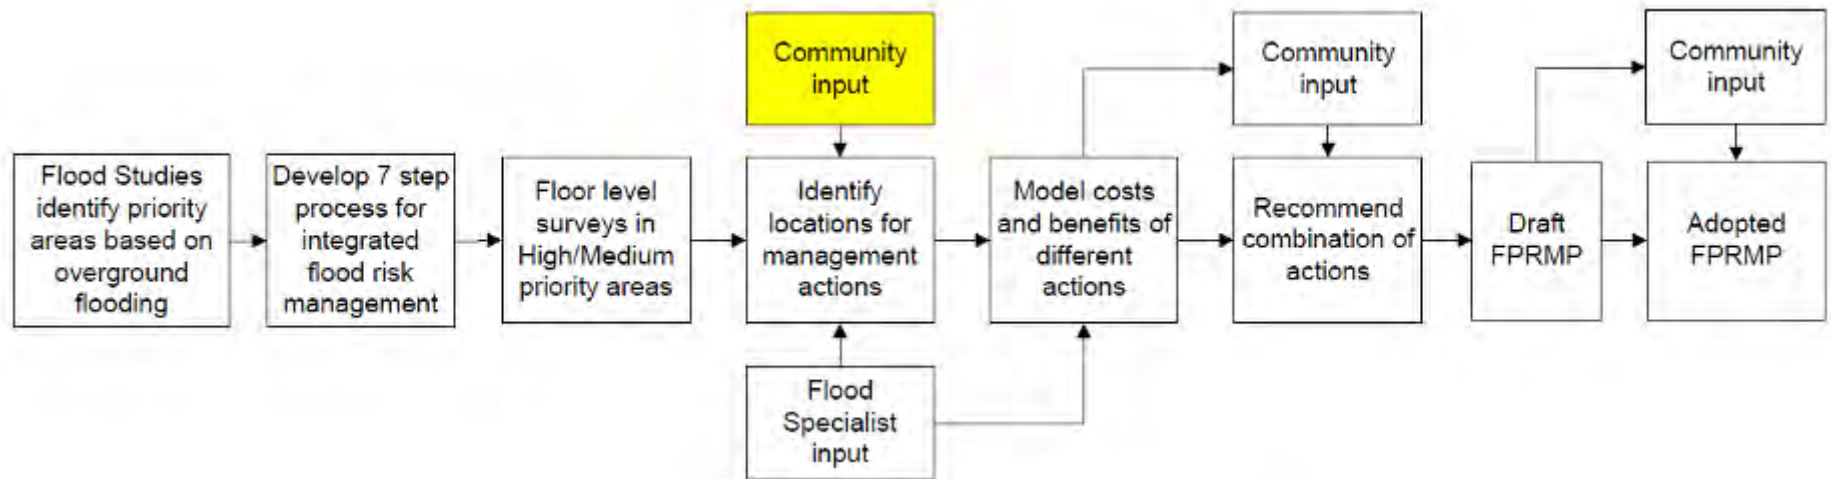 Community
input
Community
input
Community
input
Flood Studies
identify priority
areas based on
overground
flooding
Develop 7 step
process for
integrated
flood risk
management
Floor level
surveys in
High/Medium
priority areas
Identify
locations for
management
actions
Model costs
and benefits of
different
actions
Recommend
combination of
actions
Draft
FPRMP
Adopted
FPRMP
Flood
Specialist
input